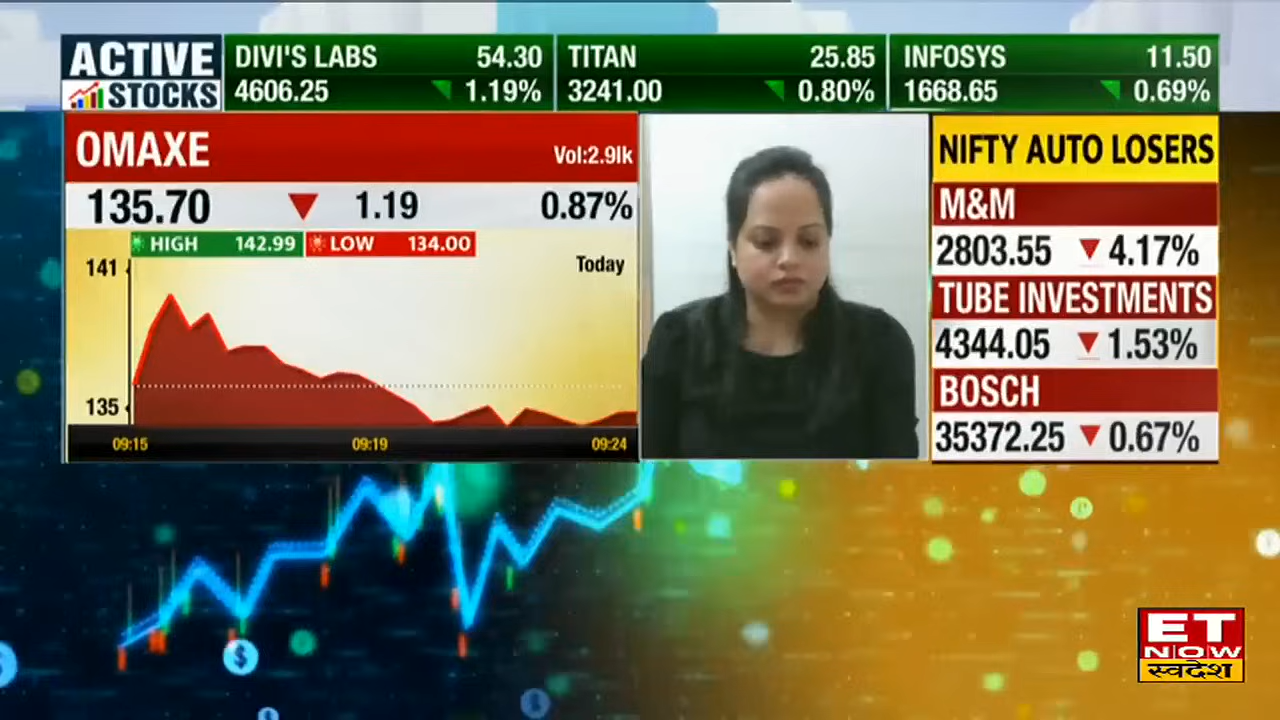 ACTIVE STOCKS
DIVI'S LABS 54.30
4606.25 1.19%
TITAN 25.85
3241.00 0.80%
INFOSYS 11.50
1668.65 0.69%
OMAXE Vol:2.9lk
135.70 1.19 0.87%
HIGH 142.99 LOW 134.00
Today
141
135
09:15 09:19 09:24
NIFTY AUTO LOSERS
M&M
2803.55 4.17%
TUBE INVESTMENTS
4344.05 1.53%
BOSCH
35372.25 0.67%
$
ET
NOW
स्वदेश